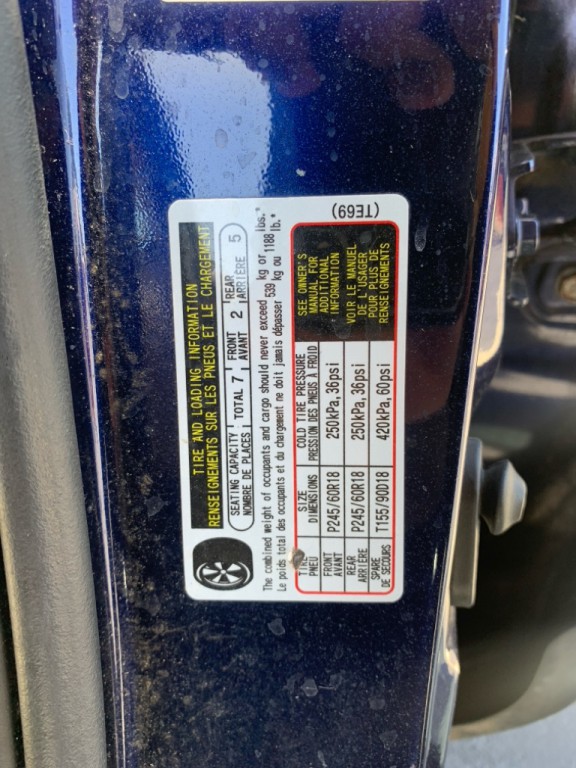 TIRE AND LOADING INFORMATION
RENSEIGNEMENTS SUR LES PNEUS ET LE CHARGEMENT
SEATING CAPACITY TOTAL 7 FRONT 2 REAR 5
NOMBRE DE PLACES AVANT ARRIÈRE
The combined weight of occupants and cargo should never exceed kg or lbs.
Le poids total des occupants et du chargement ne doit jamais dépasser 539 kg ou 1188 lb.*
TIRE SIZE COLD TIRE PRESSURE SEE OWNER'S
PNEU DIMENSIONS PRESSION DES PNEUS À FROID MANUAL FOR
ADDITIONAL
INFORMATION
FRONT P245/60R18 250kPa,36psi
AVANT
REAR P245/60R18 250kPa,36psi VOIR LE MANUEL
ARRIÈRE DE L'USAGER
SPARE T155/90D18 420kPa,60psi POUR PLUS DE
DE SECOURS RENSEIGNEMENTS
(TE69)